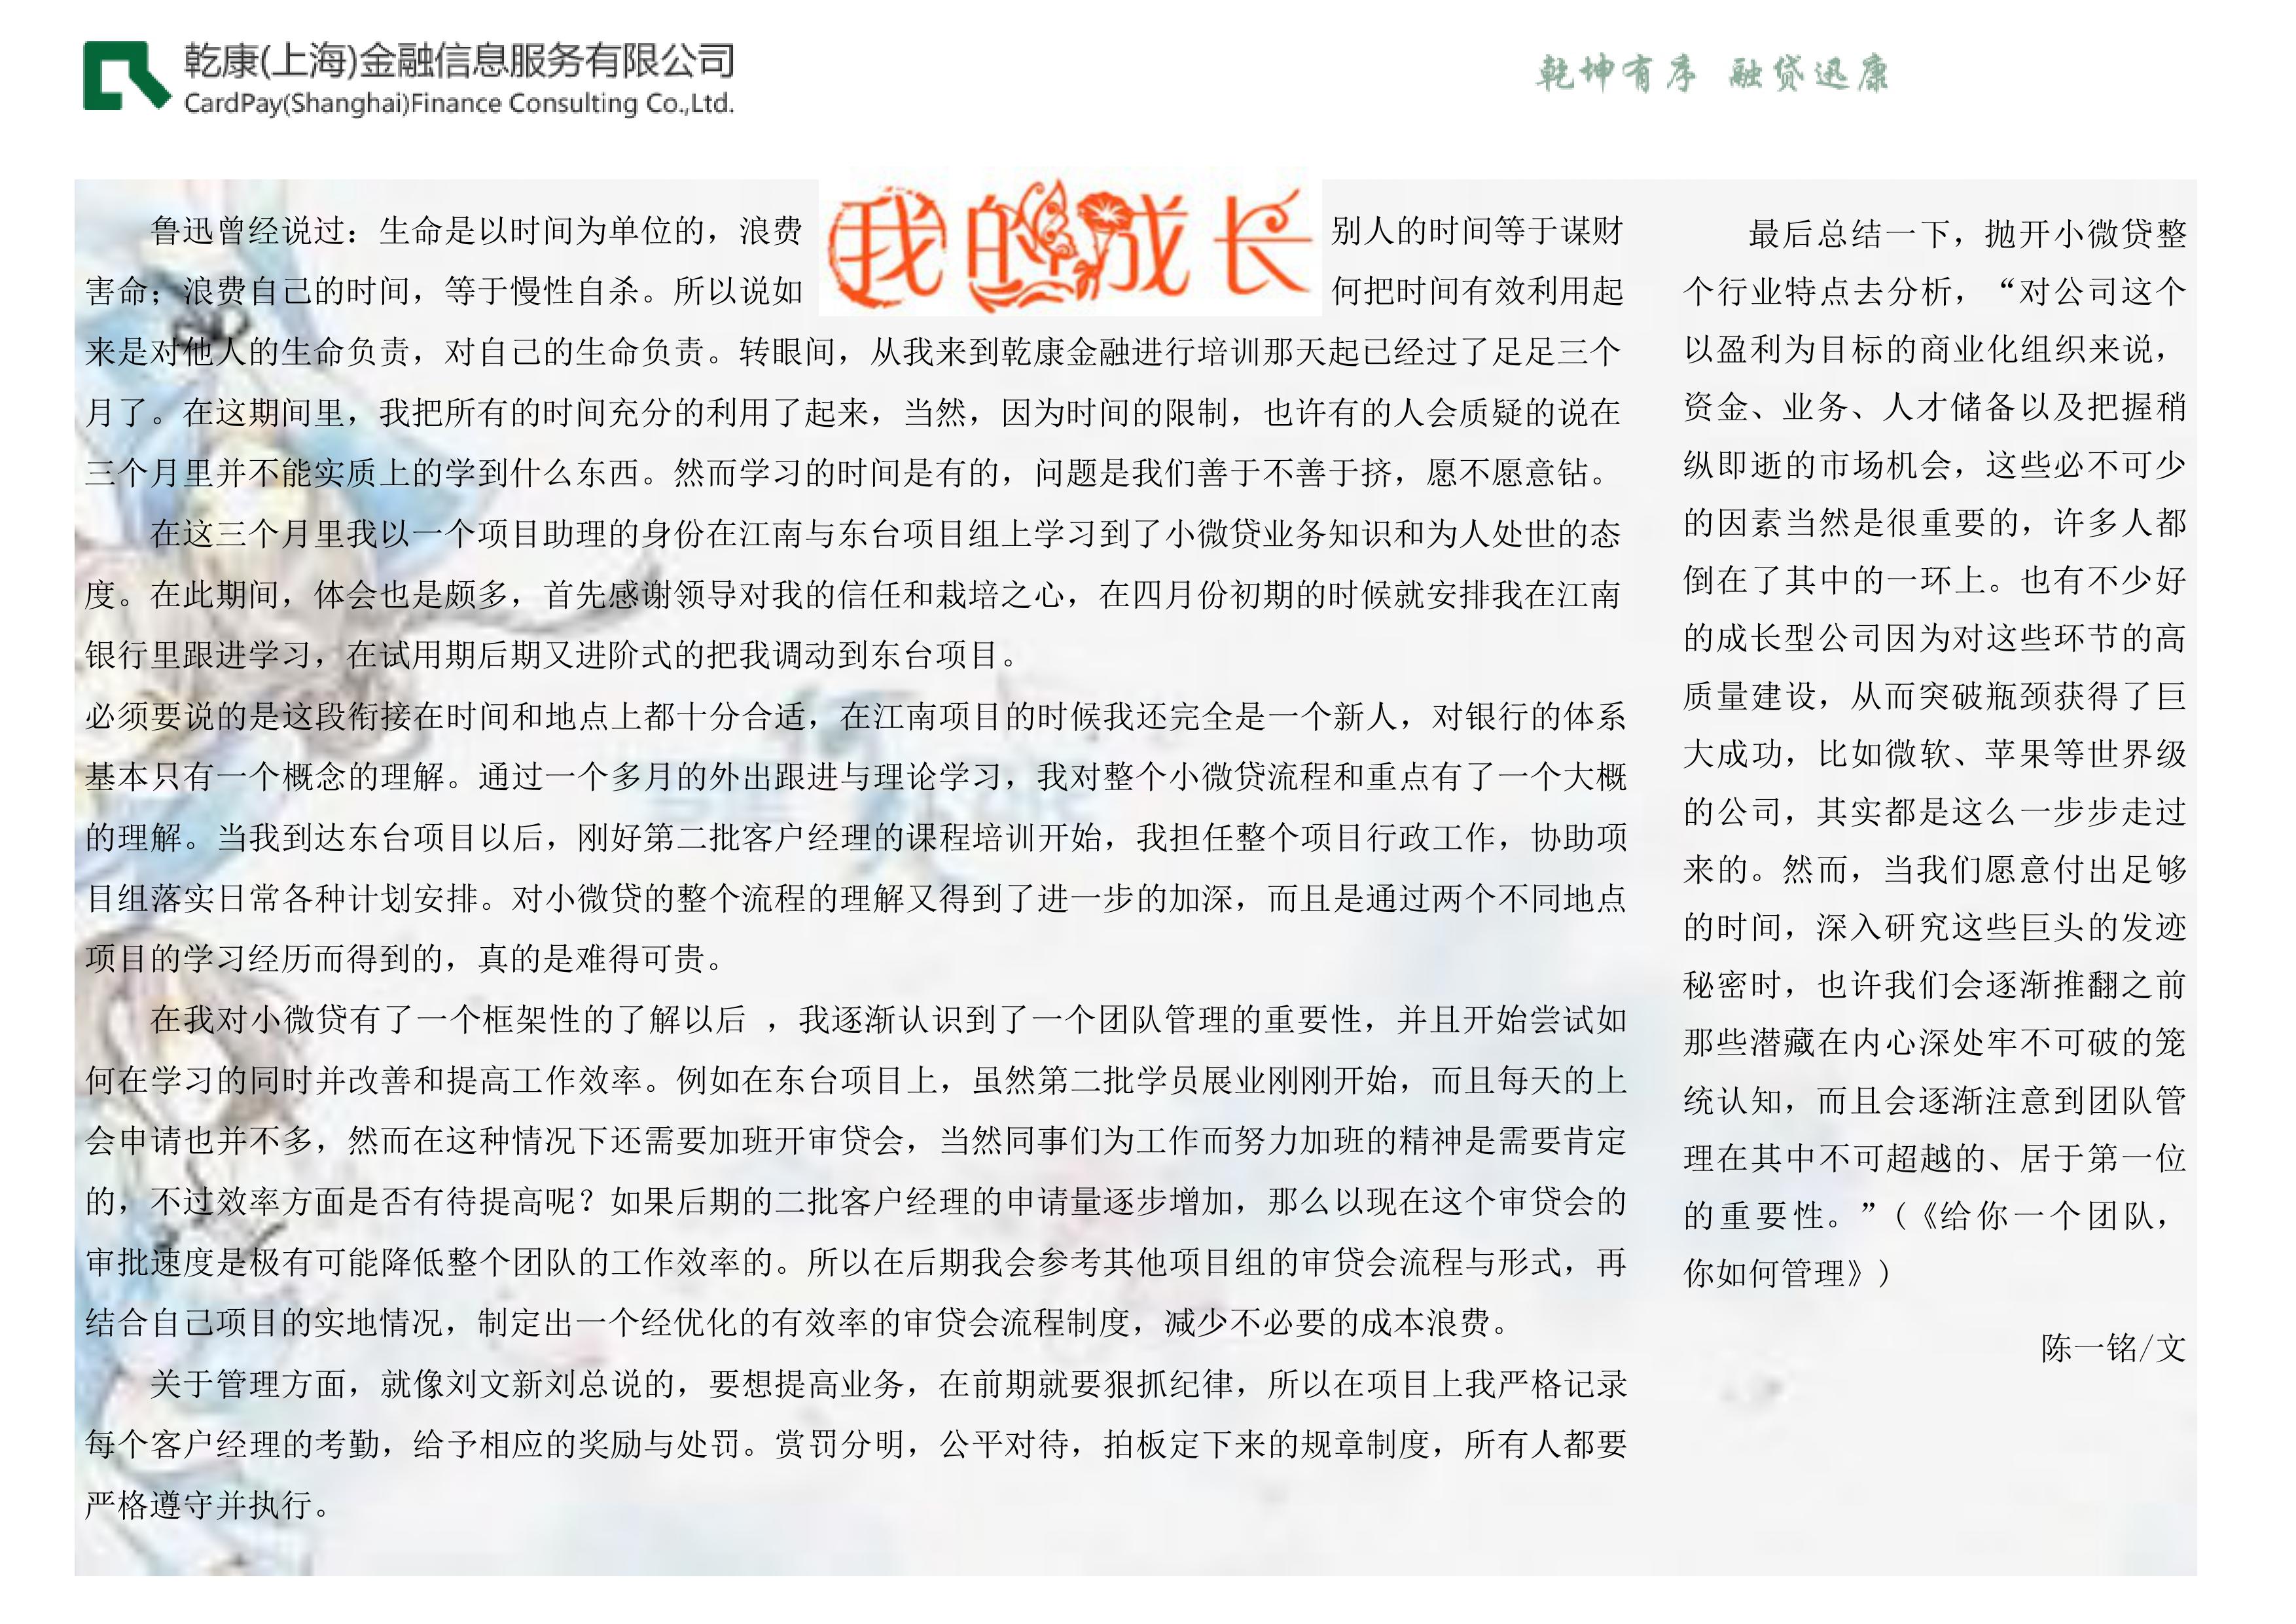 乾康(上海)金融信息服务有限公司
CardPay(Shanghai)Finance Consulting Co.,Ltd.
乾坤有序 融贷迅康
我的成长
鲁迅曾经说过：生命是以时间为单位的，浪费别人的时间等于谋财
害命；浪费自己的时间，等于慢性自杀。所以说如何把时间有效利用起
来是对他人的生命负责，对自己的生命负责。转眼间，从我来到乾康金融进行培训那天起已经过了足足三个
月了。在这期间里，我把所有的时间充分的利用了起来，当然，因为时间的限制，也许有的人会质疑的说在
三个月里并不能实质上的学到什么东西。然而学习的时间是有的，问题是我们善于不善于挤，愿不愿意钻。
在这三个月里我以一个项目助理的身份在江南与东台项目组上学习到了小微贷业务知识和为人处世的态
度。在此期间，体会也是颇多，首先感谢领导对我的信任和栽培之心，在四月份初期的时候就安排我在江南
银行里跟进学习，在试用期后期又进阶式的把我调动到东台项目。
必须要说的是这段衔接在时间和地点上都十分合适，在江南项目的时候我还完全是一个新人，对银行的体系
基本只有一个概念的理解。通过一个多月的外出跟进与理论学习，我对整个小微贷流程和重点有了一个大概
的理解。当我到达东台项目以后，刚好第二批客户经理的课程培训开始，我担任整个项目行政工作，协助项
目组落实日常各种计划安排。对小微贷的整个流程的理解又得到了进一步的加深，而且是通过两个不同地点
项目的学习经历而得到的，真的是难得可贵。
在我对小微贷有了一个框架性的了解以后 ，我逐渐认识到了一个团队管理的重要性，并且开始尝试如
何在学习的同时并改善和提高工作效率。例如在东台项目上，虽然第二批学员展业刚刚开始，而且每天的上
会申请也并不多，然而在这种情况下还需要加班开审贷会，当然同事们为工作而努力加班的精神是需要肯定
的，不过效率方面是否有待提高呢？如果后期的二批客户经理的申请量逐步增加，那么以现在这个审贷会的
审批速度是极有可能降低整个团队的工作效率的。所以在后期我会参考其他项目组的审贷会流程与形式，再
结合自己项目的实地情况，制定出一个经优化的有效率的审贷会流程制度，减少不必要的成本浪费。
关于管理方面，就像刘文新刘总说的，要想提高业务，在前期就要狠抓纪律，所以在项目上我严格记录
每个客户经理的考勤，给予相应的奖励与处罚。赏罚分明，公平对待，拍板定下来的规章制度，所有人都要
严格遵守并执行。
最后总结一下，抛开小微贷整
个行业特点去分析，“对公司这个
以盈利为目标的商业化组织来说，
资金、业务、人才储备以及把握稍
纵即逝的市场机会，这些必不可少
的因素当然是很重要的，许多人都
倒在了其中的一环上。也有不少好
的成长型公司因为对这些环节的高
质量建设，从而突破瓶颈获得了巨
大成功，比如微软、苹果等世界级
的公司，其实都是这么一步步走过
来的。然而，当我们愿意付出足够
的时间，深入研究这些巨头的发迹
秘密时，也许我们会逐渐推翻之前
那些潜藏在内心深处牢不可破的笼
统认知，而且会逐渐注意到团队管
理在其中不可超越的、居于第一位
的重要性。”(《给你一个团队，
你如何管理》)
陈一铭/文